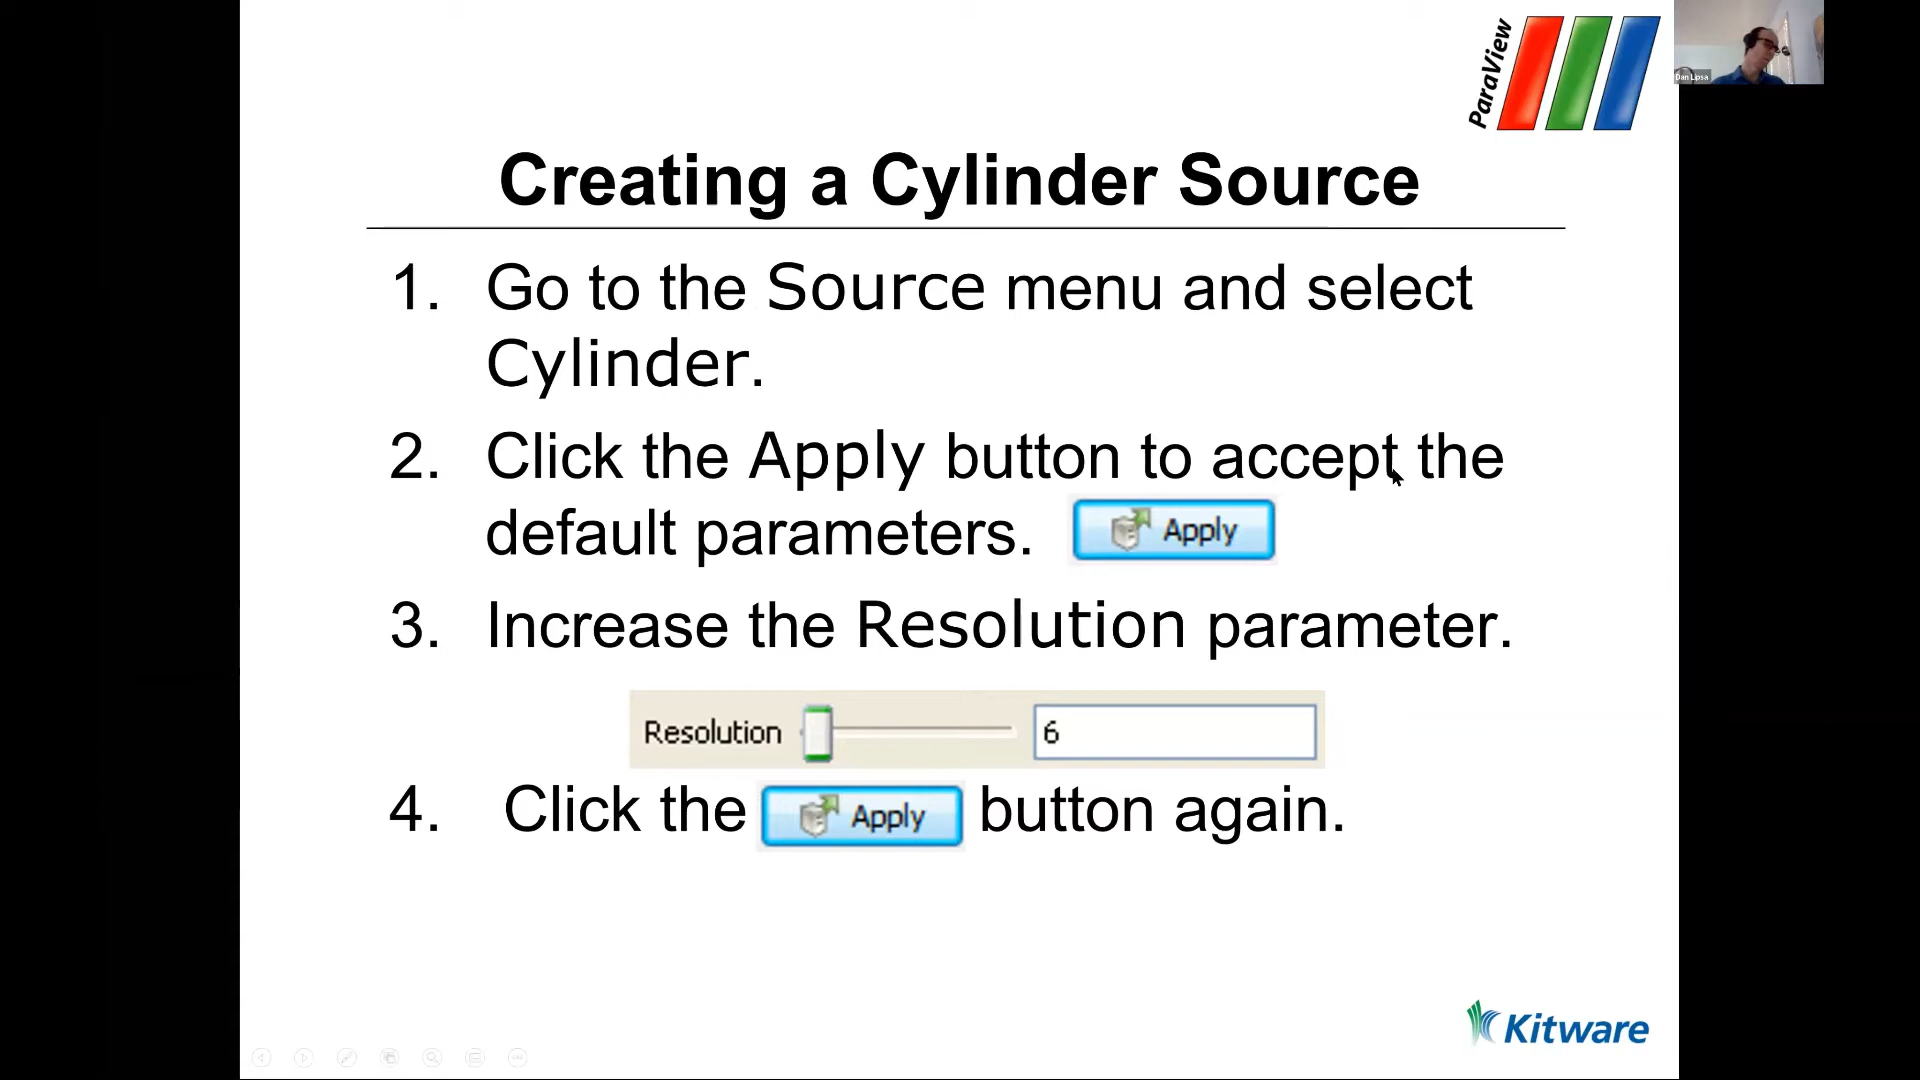 ParaView
Dan Lipsa
Creating a Cylinder Source
1. Go to the Source menu and select
Cylinder.
2. Click the Apply button to accept the
default parameters. Apply
3. Increase the Resolution parameter.
Resolution 6
4. Click the Apply button again.
Kitware